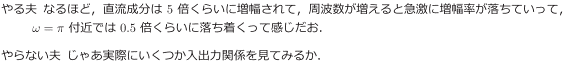 やる夫 なるほど，直流成分は 5 倍くらいに増幅されて，周波数が増えると急激に増幅率が落ちていって，
ω = π 付近では 0.5 倍くらいに落ち着くって感じだお．
やらない夫 じゃあ実際にいくつか入出力関係を見てみるか．